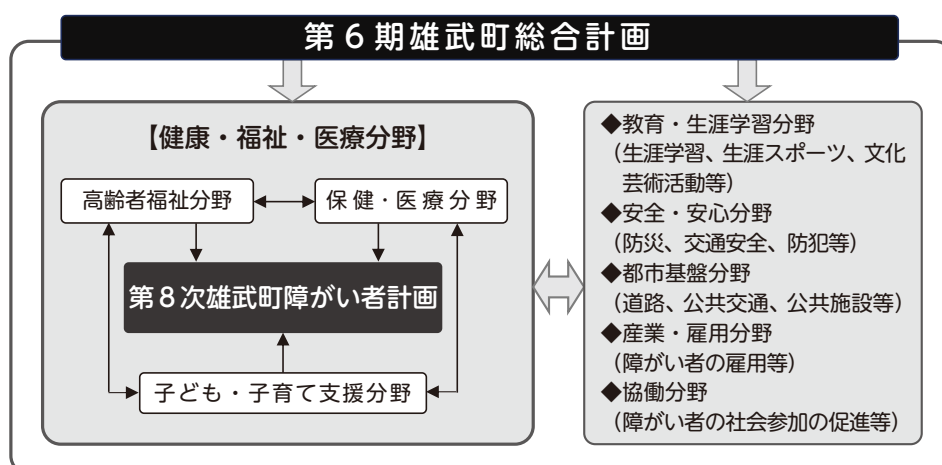 第６期雄武町総合計画
【健康・福祉・医療分野】
高齢者福祉分野
保健・医療分野
第８次雄武町障がい者計画
子ども・子育て支援分野
◆教育・生涯学習分野
（生涯学習、生涯スポーツ、文化
芸術活動等）
◆安全・安心分野
（防災、交通安全、防犯等）
◆都市基盤分野
（道路、公共交通、公共施設等）
◆産業・雇用分野
（障がい者の雇用等）
◆協働分野
（障がい者の社会参加の促進等）